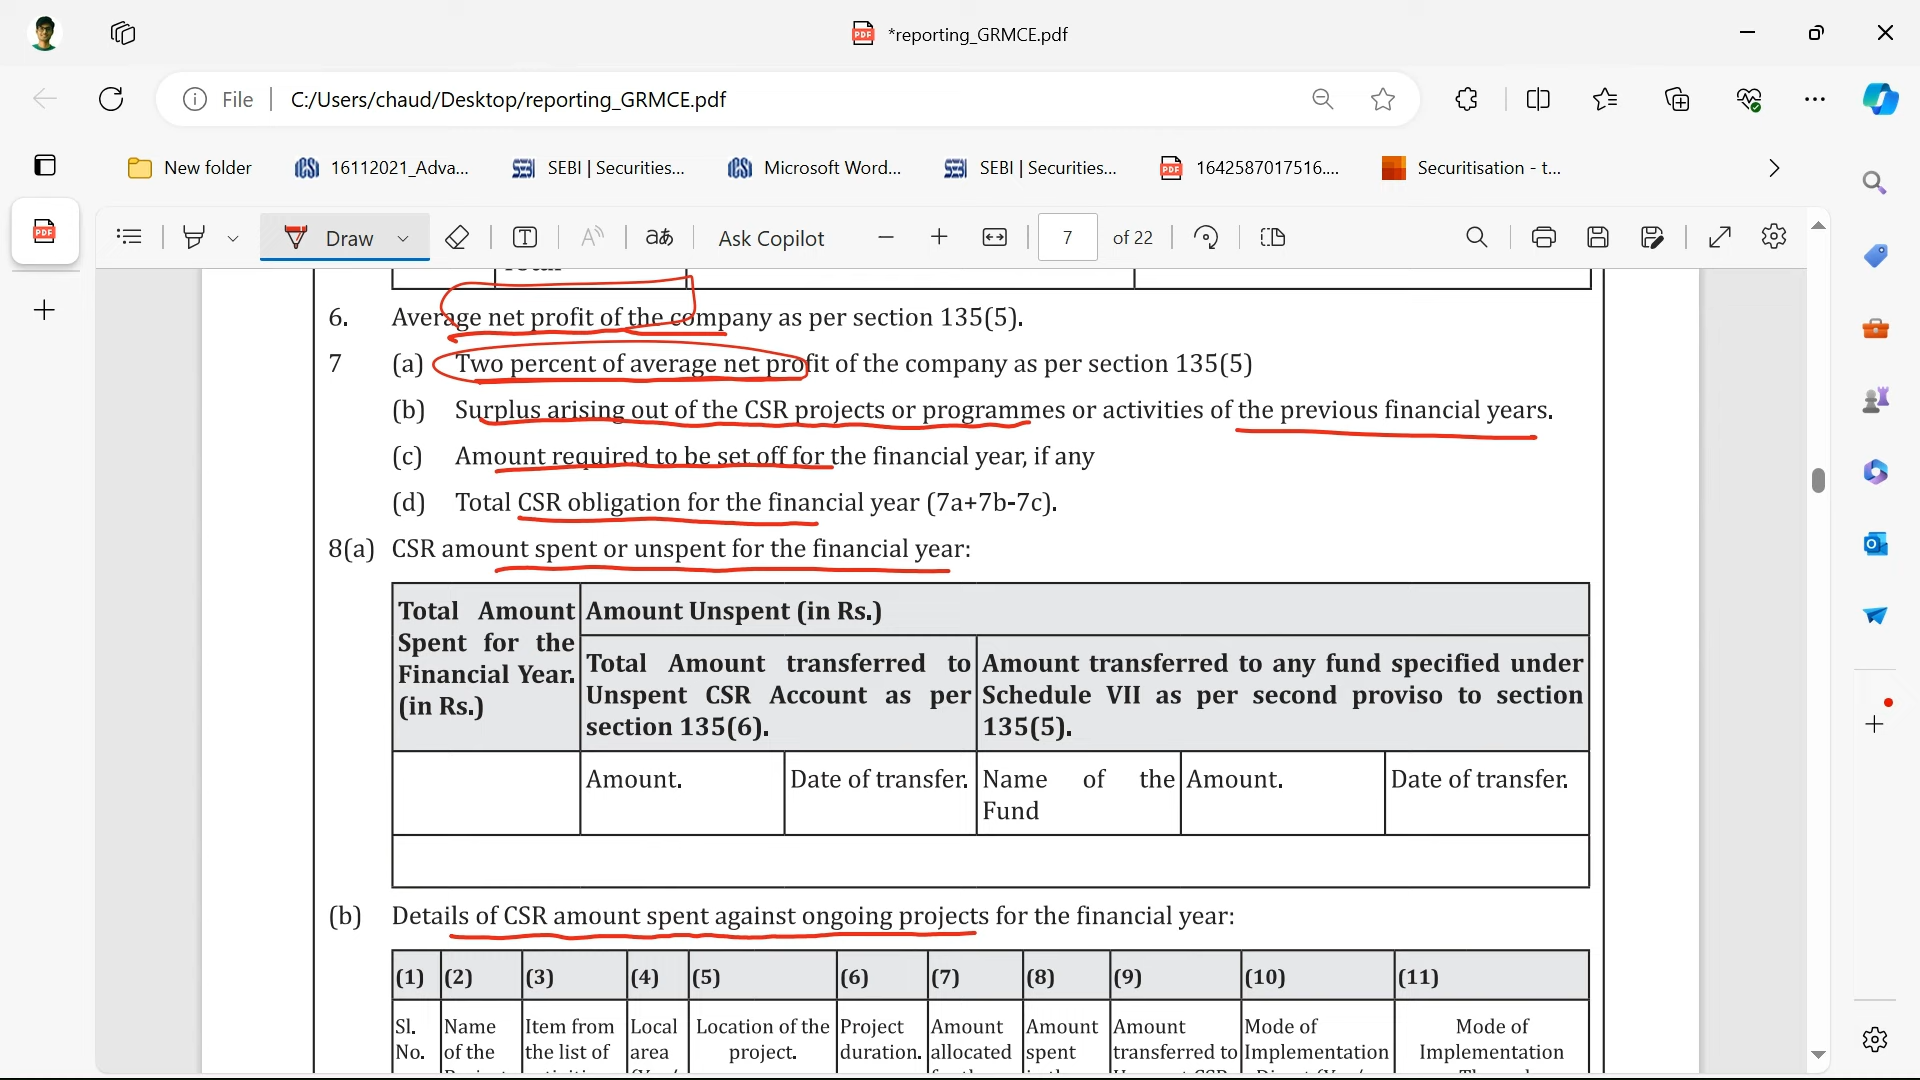 *reporting_GRMCE.pdf
File
C:/Users/chaud/Desktop/reporting_GRMCE.pdf
New folder
16112021_Adva...
SEBI | Securities...
Microsoft Word...
SEBI | Securities...
1642587017516....
Securitisation - t...
Draw
Ask Copilot
7
of 22
6. Average net profit of the company as per section 135(5).
7 (a) Two percent of average net profit of the company as per section 135(5)
(b) Surplus arising out of the CSR projects or programmes or activities of the previous financial years.
(c) Amount required to be set off for the financial year, if any
(d) Total CSR obligation for the financial year (7a+7b-7c).
8(a) CSR amount spent or unspent for the financial year:
Total Amount
Spent for the
Financial Year.
(in Rs.)
Amount Unspent (in Rs.)
Total Amount transferred to
Unspent CSR Account as per
section 135(6).
Amount transferred to any fund specified under
Schedule VII as per second proviso to section
135(5).
Amount.
Date of transfer.
Name of the
Fund
Amount.
Date of transfer.
(b) Details of CSR amount spent against ongoing projects for the financial year:
(1) (2) (3) (4) (5) (6) (7) (8) (9) (10) (11)
Sl.
No.
Name
of the
Item from
the list of
Local
area
Location of the
project.
Project
duration.
Amount
allocated
Amount
spent
Amount
transferred to
Mode of
Implementation
Mode of
Implementation